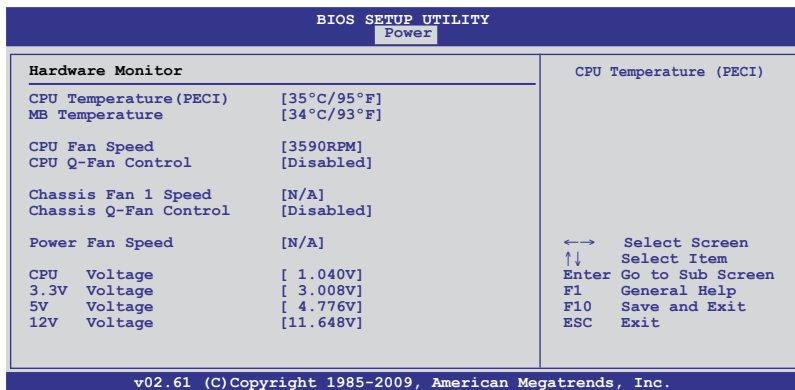 BIOS SETUP UTILITY
Power
Hardware Monitor
CPU Temperature(PECI) [35°C/95°F]
MB Temperature [34°C/93°F]
CPU Fan Speed [3590RPM]
CPU Q-Fan Control [Disabled]
Chassis Fan 1 Speed [N/A]
Chassis Q-Fan Control [Disabled]
Power Fan Speed [N/A]
CPU Voltage [ 1.040V]
3.3V Voltage [ 3.008V]
5V Voltage [ 4.776V]
12V Voltage [11.648V]
CPU Temperature (PECI)
←→ Select Screen
↑↓ Select Item
Enter Go to Sub Screen
F1 General Help
F10 Save and Exit
ESC Exit
v02.61 (C)Copyright 1985-2009, American Megatrends, Inc.